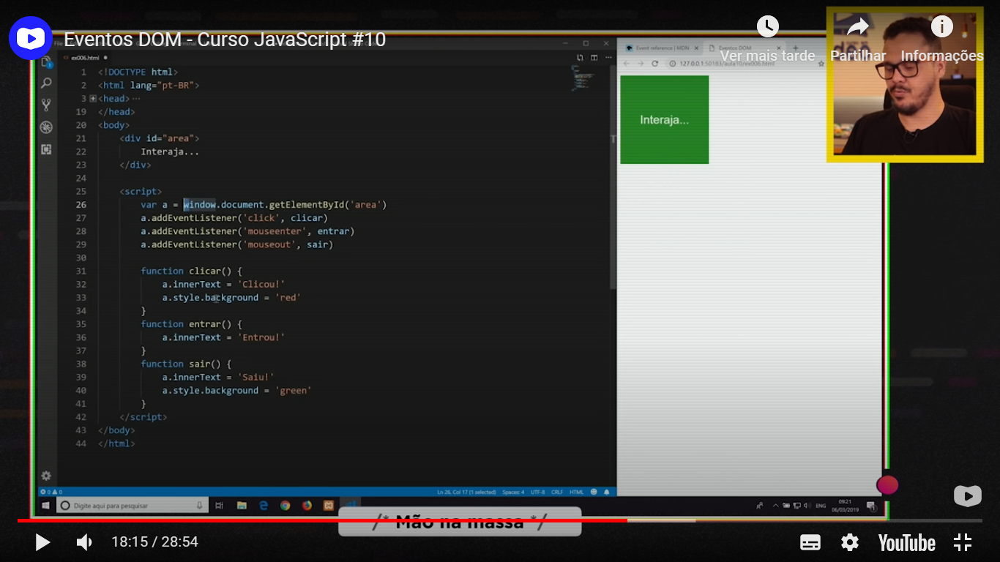 Eventos DOM - Curso JavaScript #10
Ver mais tarde
Partilhar
Informações
ex006.html
Event reference | MDN
Eventos DOM
127.0.0.1:50183/aula10/ex006.html
1 <!DOCTYPE html>
2 <html lang="pt-BR">
3 <head> ...
19 </head>
20 <body>
21 <div id="area">
22 Interaja...
23 </div>
24
25 <script>
26 var a = window.document.getElementById('area')
27 a.addEventListener('click', clicar)
28 a.addEventListener('mouseenter', entrar)
29 a.addEventListener('mouseout', sair)
30
31 function clicar() {
32 a.innerText = 'Clicou!'
33 a.style.background = 'red'
34 }
35 function entrar() {
36 a.innerText = 'Entrou!'
37 }
38 function sair() {
39 a.innerText = 'Saiu!'
40 a.style.background = 'green'
41 }
42 </script>
43 </body>
44 </html>
Interaja...
0 0
Ln 26, Col 17 (1 selected) Spaces: 4 UTF-8 CRLF HTML
Digite aqui para pesquisar
ENG
09:21
06/03/2019
/* Mão na massa */
18:15 / 28:54
YouTube